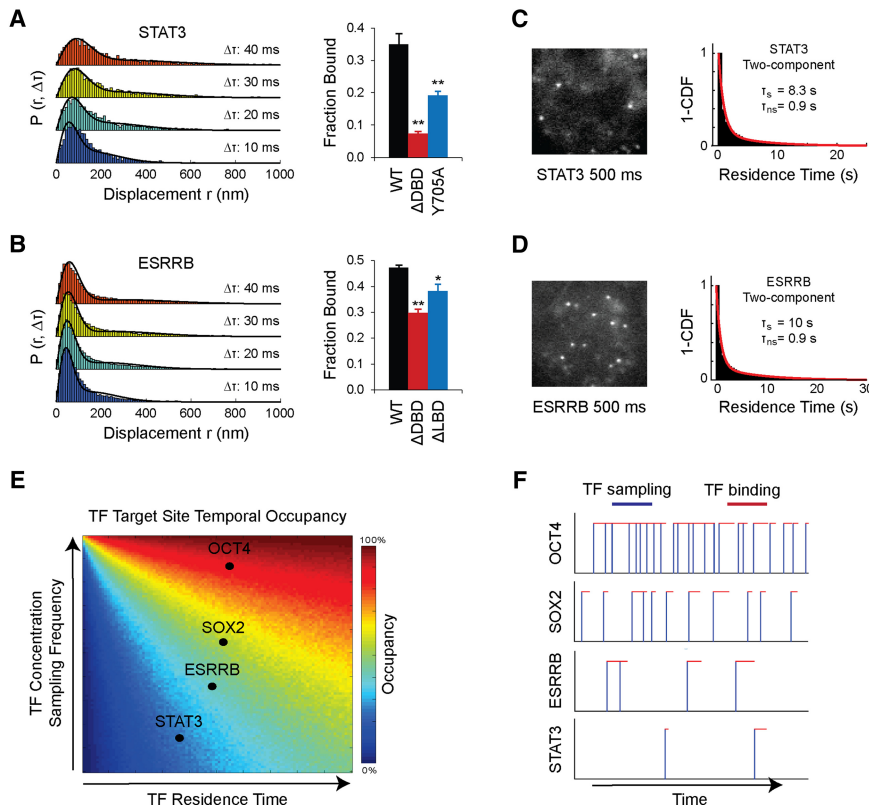 A
STAT3
P (r, Δτ)
Δτ: 40 ms
Δτ: 30 ms
Δτ: 20 ms
Δτ: 10 ms
0 200 400 600 800 1000
Displacement r (nm)
Fraction Bound
0.4
0.3
0.2
0.1
0.0
**
**
WT
ΔDBD
Y705A
C
STAT3 500 ms
1-CDF
1
0
STAT3
Two-component
τs = 8.3 s
τns = 0.9 s
0 10 20
Residence Time (s)
B
ESRRB
P (r, Δτ)
Δτ: 40 ms
Δτ: 30 ms
Δτ: 20 ms
Δτ: 10 ms
0 200 400 600 800 1000
Displacement r (nm)
Fraction Bound
0.5
0.4
0.3
0.2
0.1
0.0
**
*
WT
ΔDBD
ΔLBD
D
ESRRB 500 ms
1-CDF
1
0
ESRRB
Two-component
τs = 10 s
τns = 0.9 s
0 10 20 30
Residence Time (s)
E
TF Target Site Temporal Occupancy
TF Concentration
Sampling Frequency
OCT4
SOX2
ESRRB
STAT3
100%
Occupancy
0%
TF Residence Time
F
TF sampling
TF binding
OCT4
SOX2
ESRRB
STAT3
Time